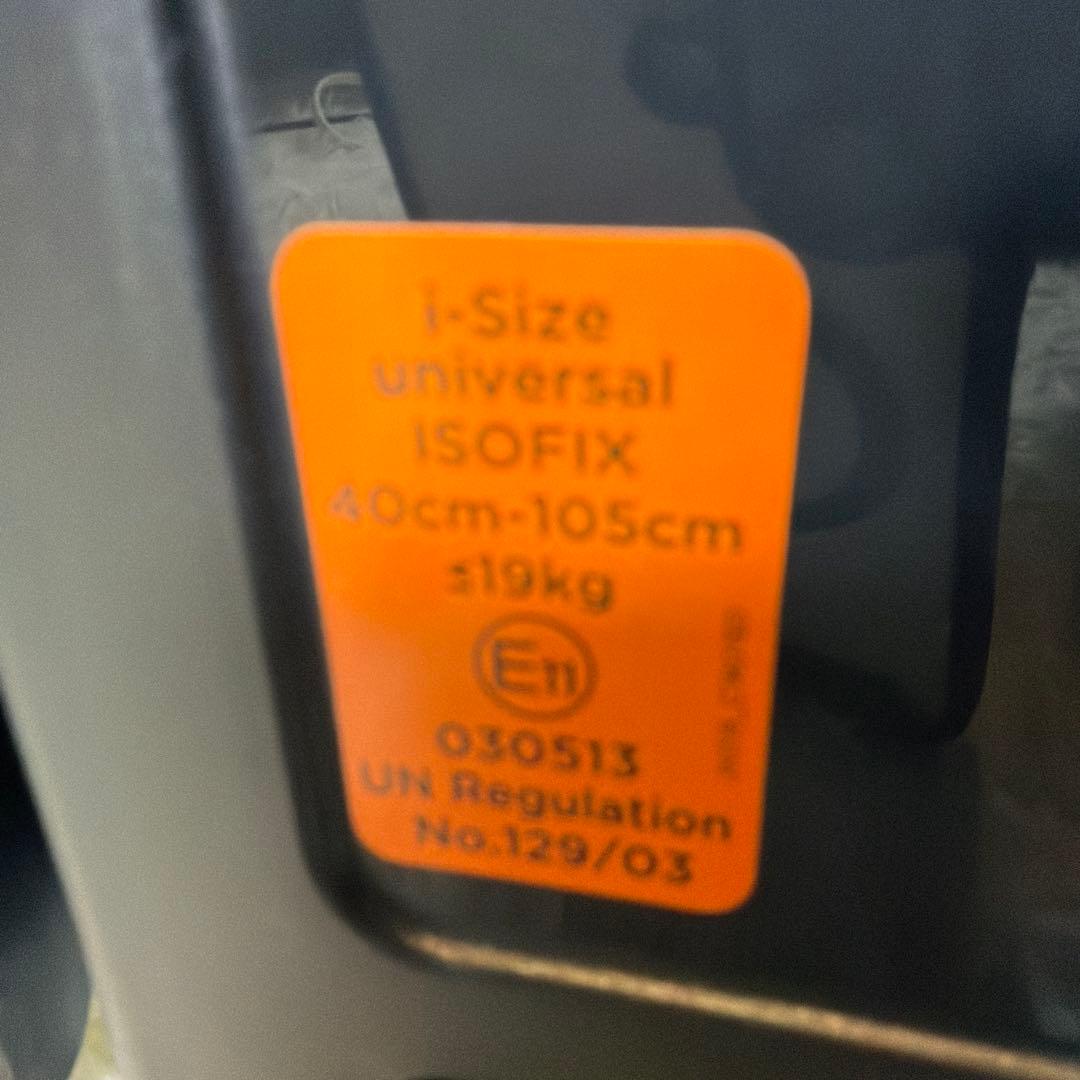 i-Size
universal
ISOFIX
40cm-105cm
≤19kg
E11
030513
UN Regulation
No.129/03